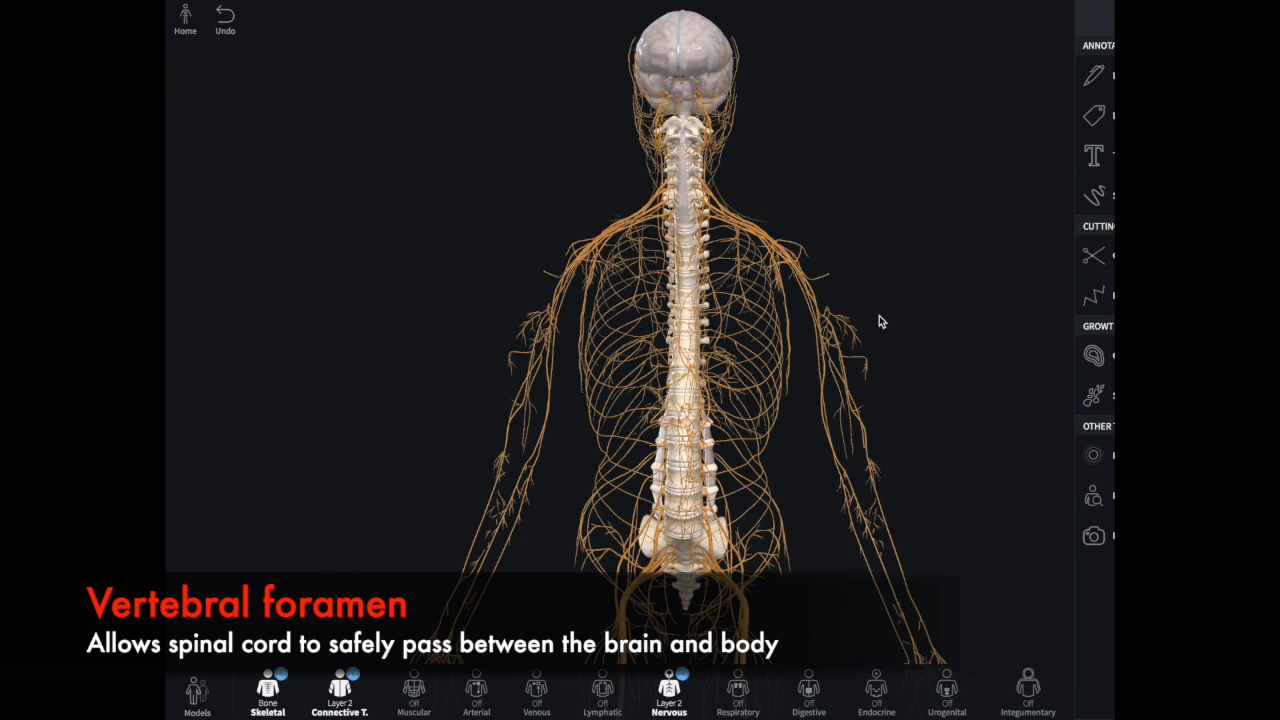 Home
Undo
ANNOTA
CUTTIN
GROWT
OTHER
Vertebral foramen
Allows spinal cord to safely pass between the brain and body
Models
Bone
Skeletal
Layer 2
Connective T.
Off
Muscular
Off
Arterial
Off
Venous
Off
Lymphatic
Layer 2
Nervous
Off
Respiratory
Off
Digestive
Off
Endocrine
Off
Urogenital
Off
Integumentary